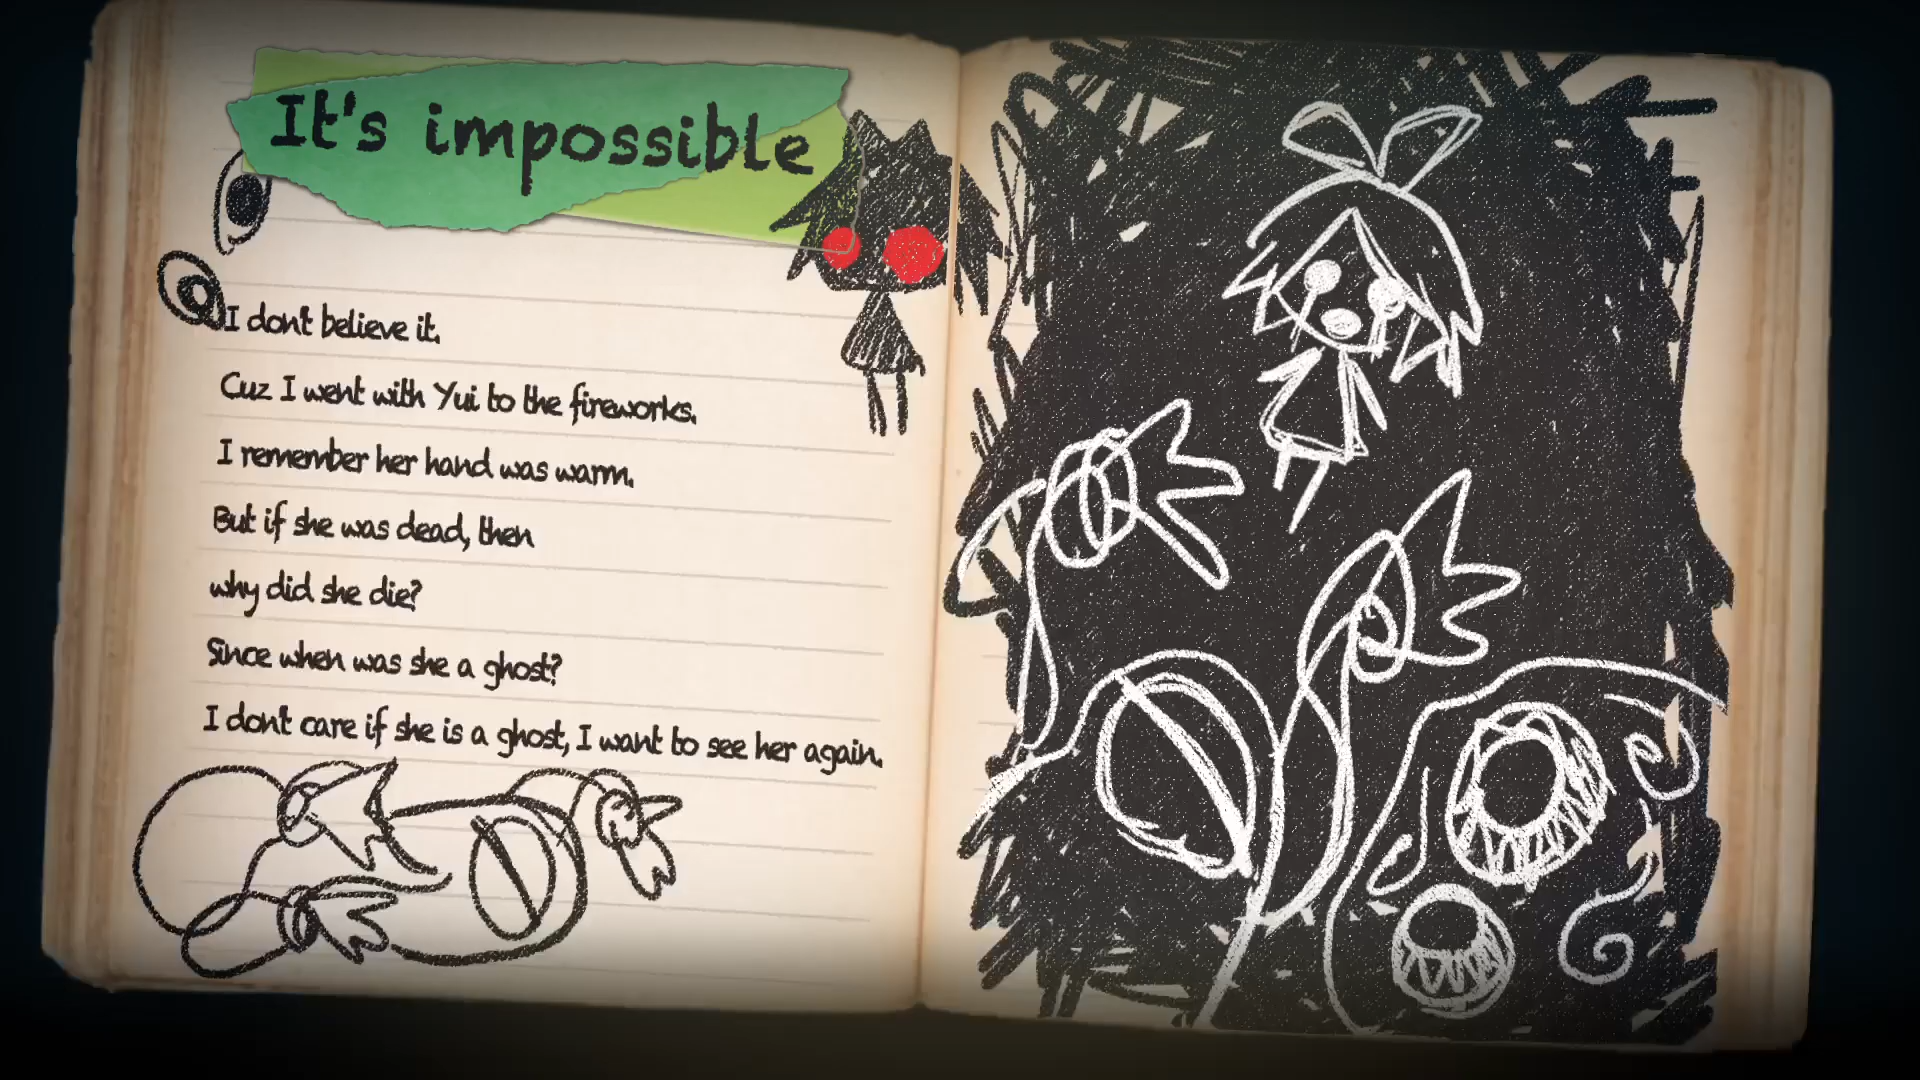 It's impossible
I don't believe it.
Cuz I went with Yui to the fireworks.
I remember her hand was warm.
But if she was dead, then
why did she die?
Since when was she a ghost?
I don't care if she is a ghost, I want to see her again.